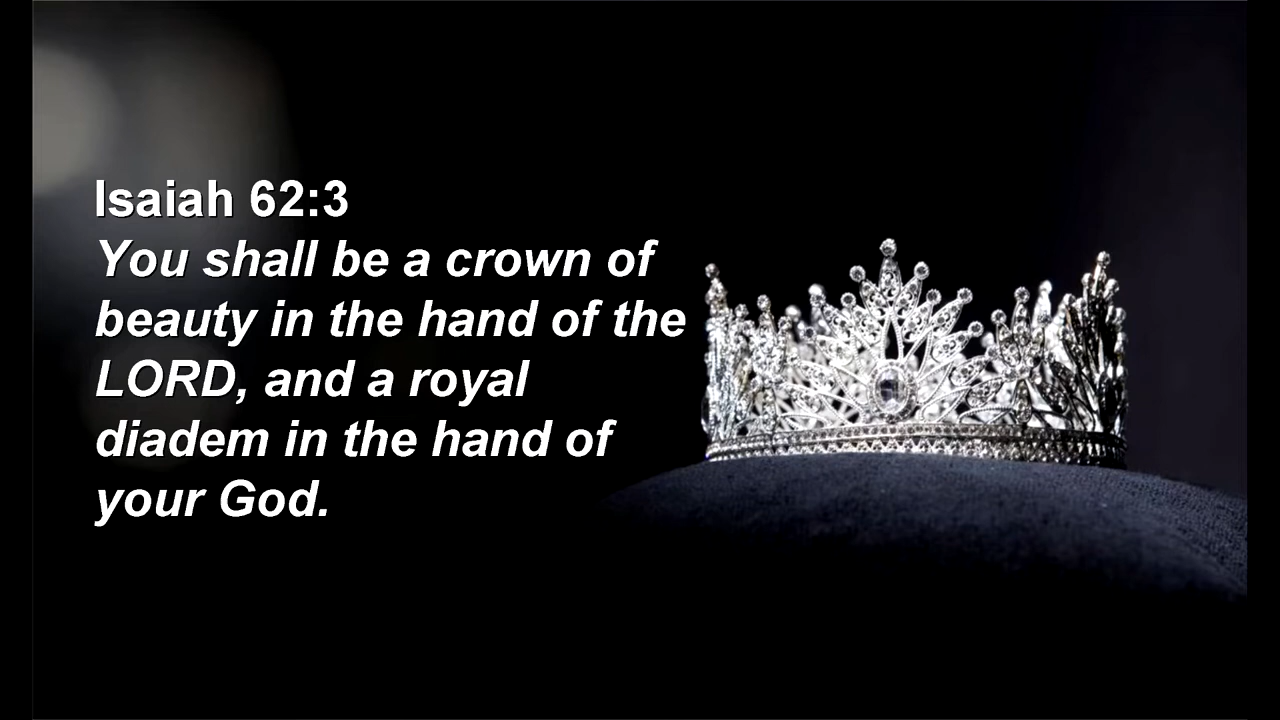 Isaiah 62:3
You shall be a crown of
beauty in the hand of the
LORD, and a royal
diadem in the hand of
your God.